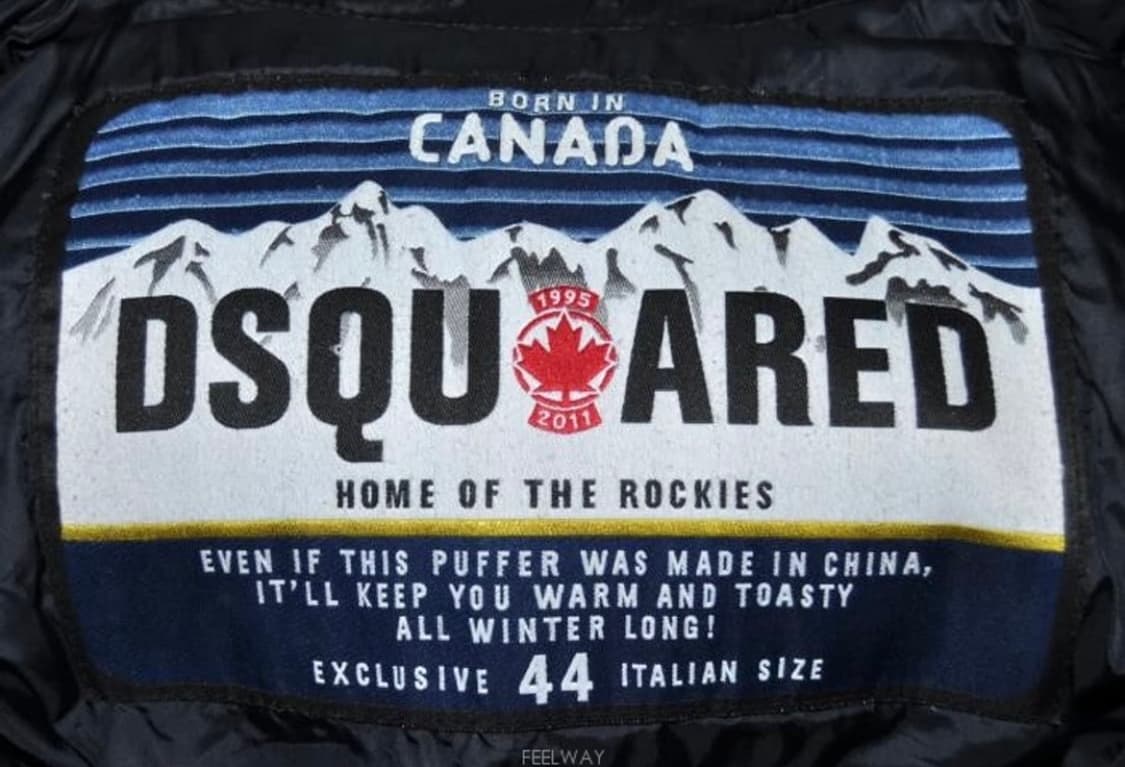 BORN IN
CANADA
DSQU ARED
1995
2011
HOME OF THE ROCKIES
EVEN IF THIS PUFFER WAS MADE IN CHINA,
IT'LL KEEP YOU WARM AND TOASTY
ALL WINTER LONG!
EXCLUSIVE 44 ITALIAN SIZE
FEELWAY